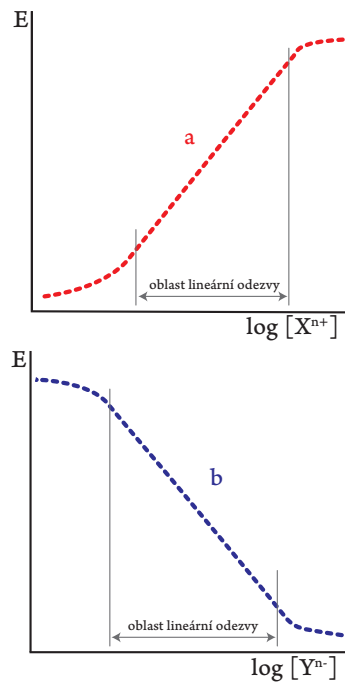 E
a
oblast lineární odezvy
log [Xⁿ⁺]
E
b
oblast lineární odezvy
log [Yⁿ⁻]